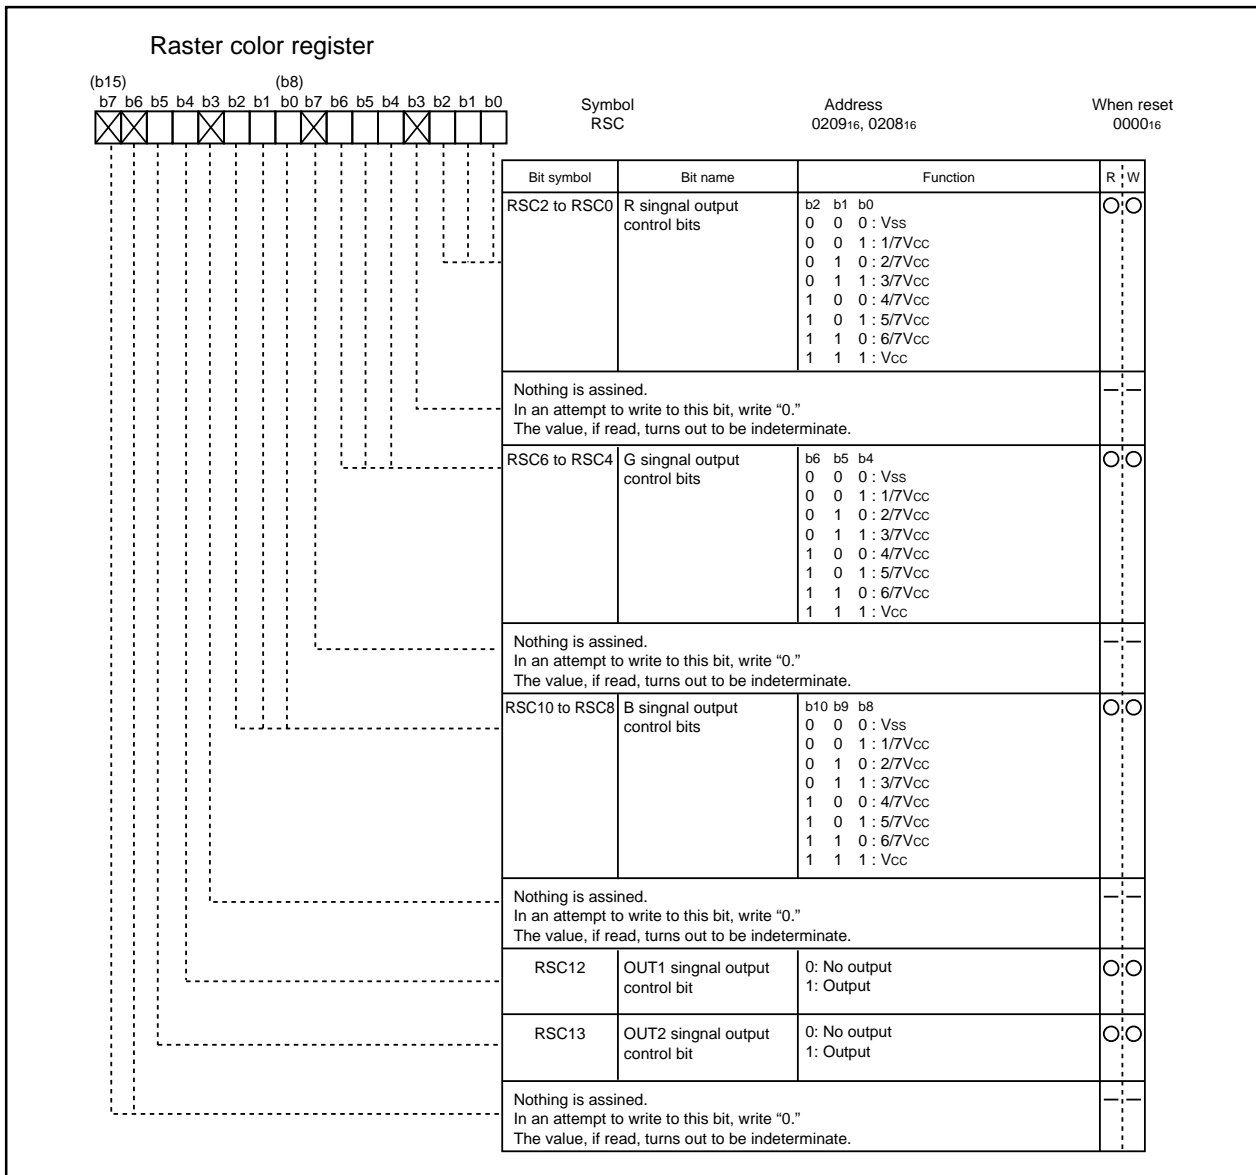 Raster color register
(b15) (b8)
b7 b6 b5 b4 b3 b2 b1 b0 b7 b6 b5 b4 b3 b2 b1 b0
Symbol Address When reset
RSC 020916, 020816 000016
Bit symbol Bit name Function R W
RSC2 to RSC0 R singnal output control bits
b2 b1 b0
0 0 0 : VSS
0 0 1 : 1/7VCC
0 1 0 : 2/7VCC
0 1 1 : 3/7VCC
1 0 0 : 4/7VCC
1 0 1 : 5/7VCC
1 1 0 : 6/7VCC
1 1 1 : VCC
Nothing is assined.
In an attempt to write to this bit, write “0.”
The value, if read, turns out to be indeterminate.
RSC6 to RSC4 G singnal output control bits
b6 b5 b4
0 0 0 : VSS
0 0 1 : 1/7VCC
0 1 0 : 2/7VCC
0 1 1 : 3/7VCC
1 0 0 : 4/7VCC
1 0 1 : 5/7VCC
1 1 0 : 6/7VCC
1 1 1 : VCC
Nothing is assined.
In an attempt to write to this bit, write “0.”
The value, if read, turns out to be indeterminate.
RSC10 to RSC8 B singnal output control bits
b10 b9 b8
0 0 0 : VSS
0 0 1 : 1/7VCC
0 1 0 : 2/7VCC
0 1 1 : 3/7VCC
1 0 0 : 4/7VCC
1 0 1 : 5/7VCC
1 1 0 : 6/7VCC
1 1 1 : VCC
Nothing is assined.
In an attempt to write to this bit, write “0.”
The value, if read, turns out to be indeterminate.
RSC12 OUT1 singnal output control bit
0: No output
1: Output
RSC13 OUT2 singnal output control bit
0: No output
1: Output
Nothing is assined.
In an attempt to write to this bit, write “0.”
The value, if read, turns out to be indeterminate.